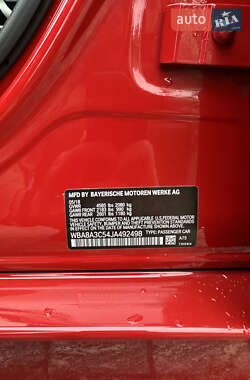 AUTO.RIA
MFD BY BAYERISCHE MOTOREN WERKE AG
05/18
GVWR 4585 lbs 2080 kg
GAWR FRONT 2183 lbs 990 kg
GAWR REAR 2601 lbs 1180 kg
THIS VEHICLE CONFORMS TO ALL APPLICABLE U.S. FEDERAL MOTOR
VEHICLE SAFETY, BUMPER, AND THEFT PREVENTION STANDARDS IN
EFFECT ON THE DATE OF MANUFACTURE SHOWN ABOVE.
WBA8A3C54JA492498 TYPE: PASSENGER CAR
A75